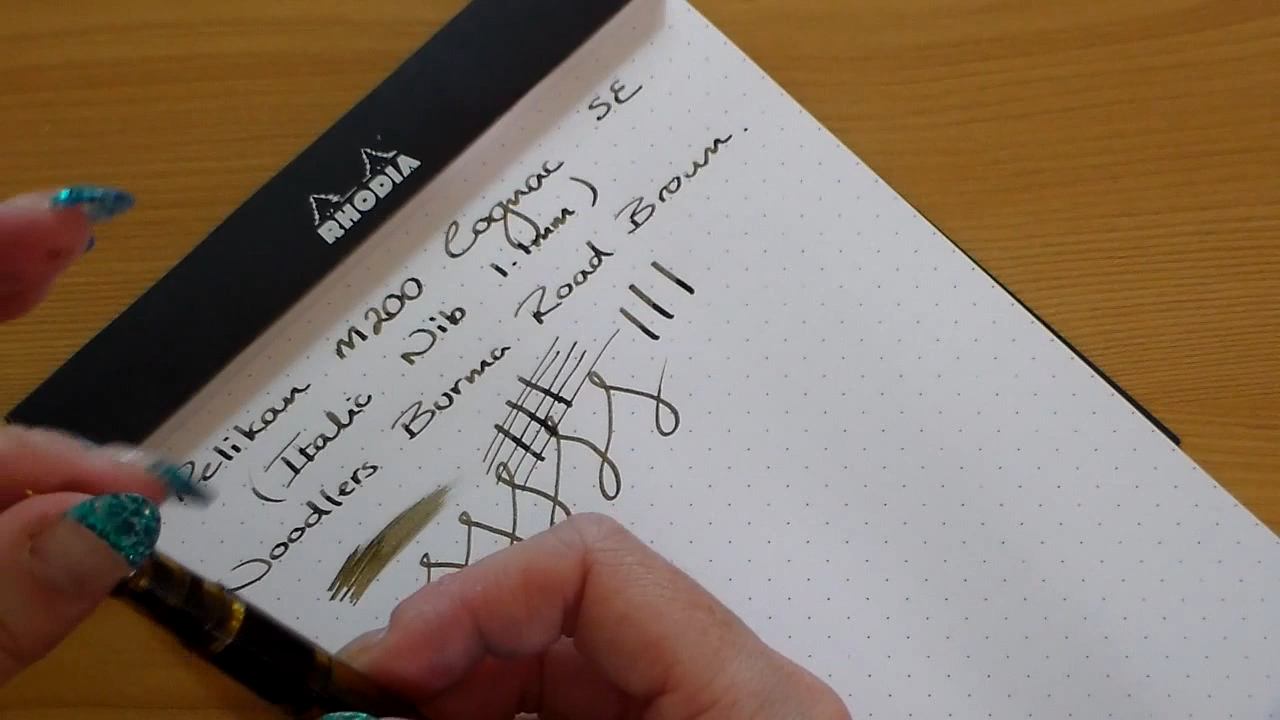 RHODIA
Pelikan M200 Cognac SE
(Italic Nib 1.1mm)
Noodlers Burma Road Brown.